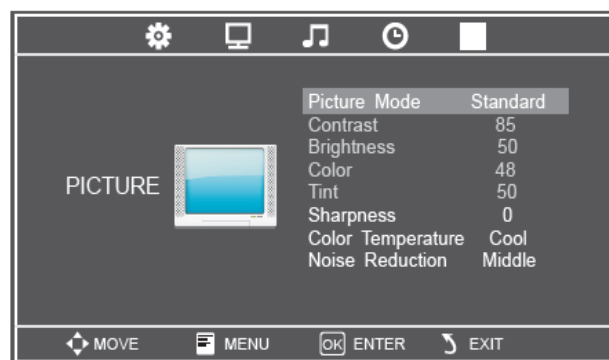 Picture Mode Standard
Contrast 85
Brightness 50
Color 48
Tint 50
PICTURE
Sharpness 0
Color Temperature Cool
Noise Reduction Middle
MOVE MENU OK ENTER EXIT